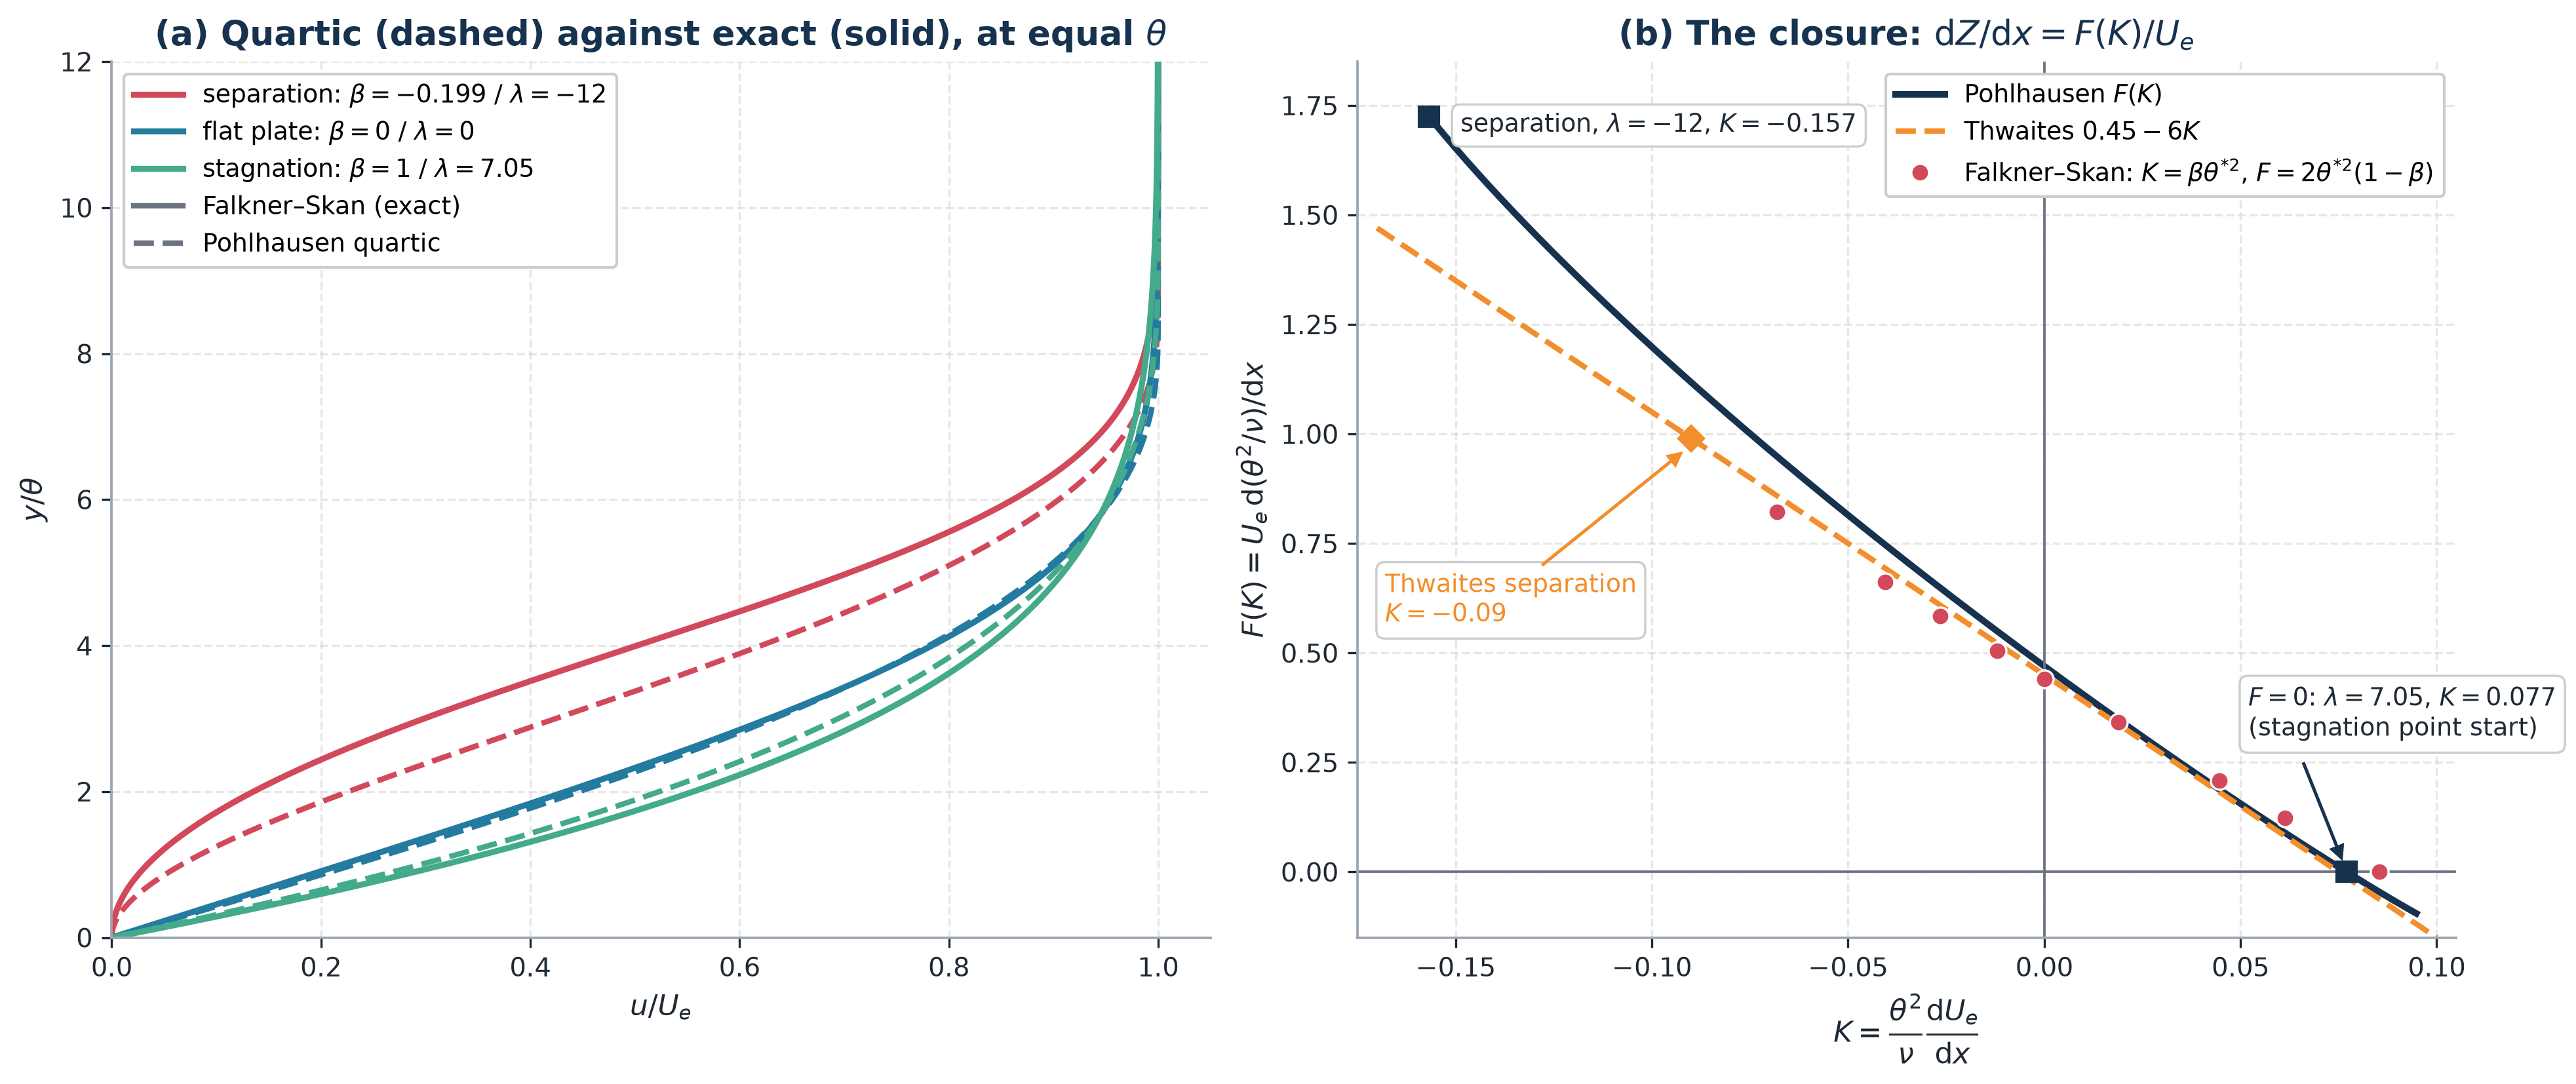 (a) Quartic (dashed) against exact (solid), at equal θ
separation: β = −0.199 / λ = −12
flat plate: β = 0 / λ = 0
stagnation: β = 1 / λ = 7.05
Falkner–Skan (exact)
Pohlhausen quartic
12
10
8
6
4
2
0
y/θ
0.0 0.2 0.4 0.6 0.8 1.0
u/Uₑ
(b) The closure: dZ/dx = F(K)/Uₑ
Pohlhausen F(K)
Thwaites 0.45 − 6K
Falkner–Skan: K = βθ*², F = 2θ*²(1 − β)
separation, λ = −12, K = −0.157
Thwaites separation
K = −0.09
F = 0: λ = 7.05, K = 0.077
(stagnation point start)
1.75
1.50
1.25
1.00
0.75
0.50
0.25
0.00
F(K) = Uₑ d(θ²/ν)/dx
−0.15 −0.10 −0.05 0.00 0.05 0.10
K = θ²/ν dUₑ/dx